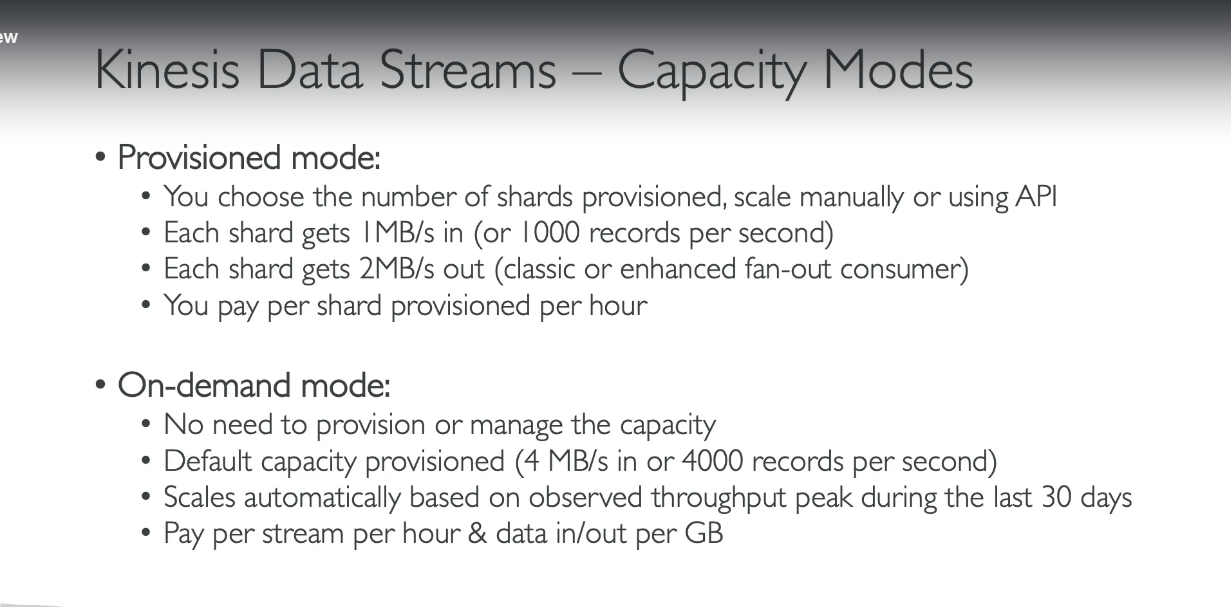 ew
Kinesis Data Streams – Capacity Modes
• Provisioned mode:
• You choose the number of shards provisioned, scale manually or using API
• Each shard gets 1MB/s in (or 1000 records per second)
• Each shard gets 2MB/s out (classic or enhanced fan-out consumer)
• You pay per shard provisioned per hour
• On-demand mode:
• No need to provision or manage the capacity
• Default capacity provisioned (4 MB/s in or 4000 records per second)
• Scales automatically based on observed throughput peak during the last 30 days
• Pay per stream per hour & data in/out per GB